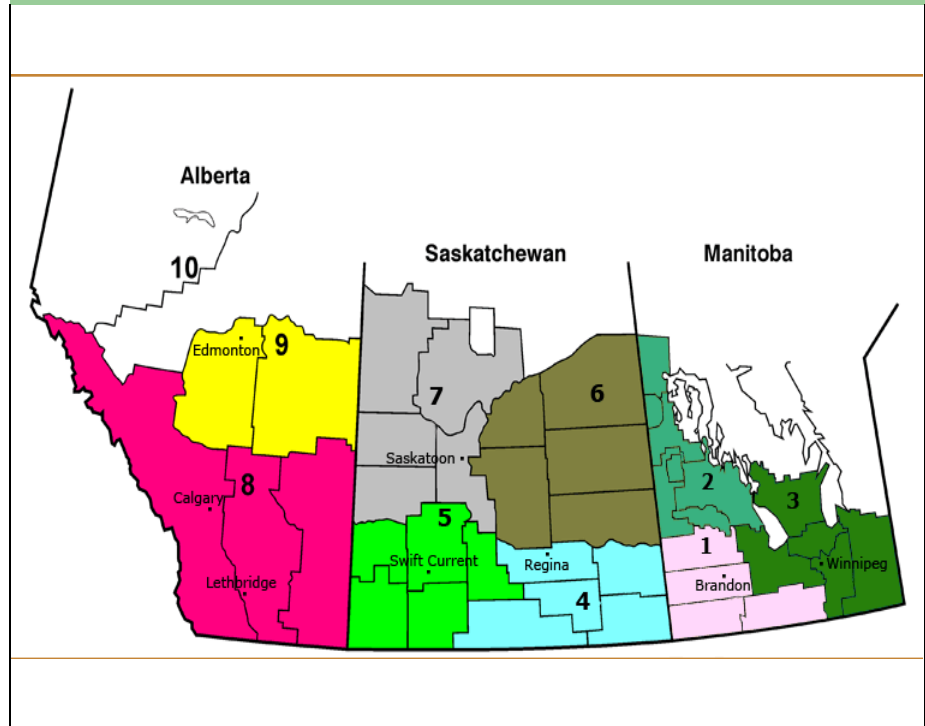 Alberta
Saskatchewan
Manitoba
10
9
Edmonton
7
6
Saskatoon
8
Calgary
2
3
5
1
Swift Current
Regina
Winnipeg
Lethbridge
4
Brandon